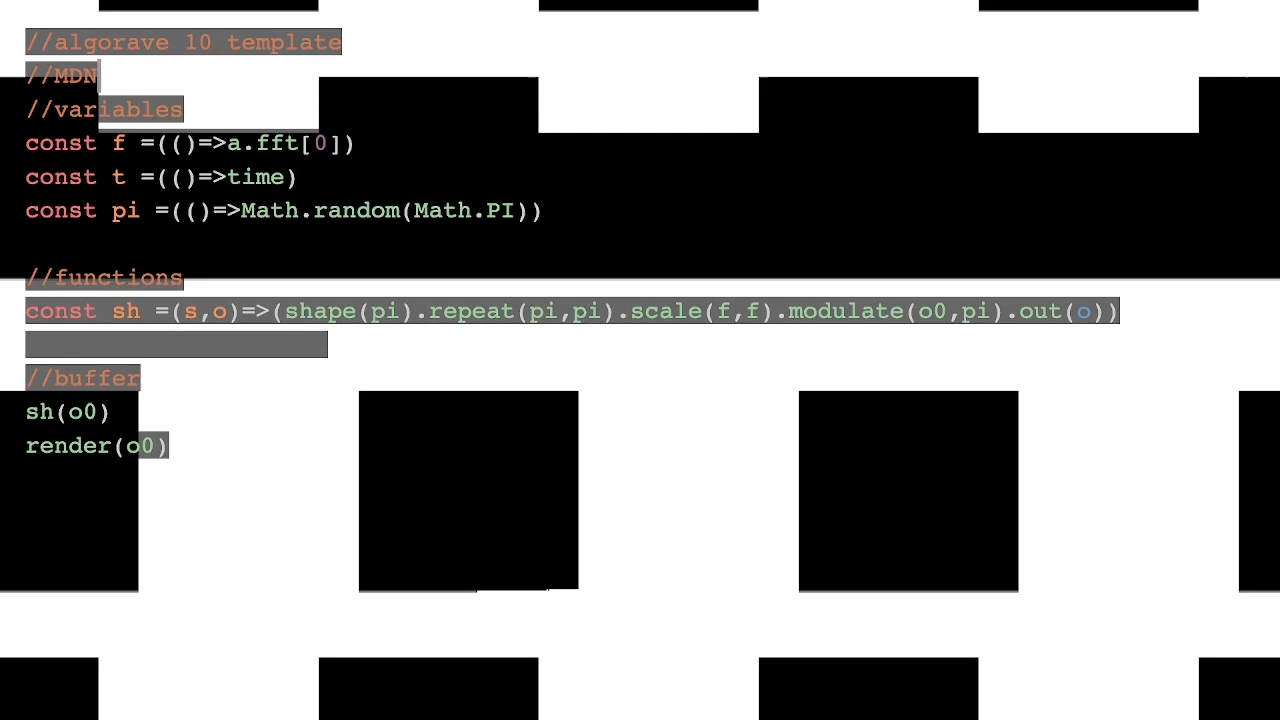 //algorave 10 template
//MDN
//variables
const f =(()=>a.fft[0])
const t =(()=>time)
const pi =(()=>Math.random(Math.PI))
//functions
const sh =(s,o)=>(shape(pi).repeat(pi,pi).scale(f,f).modulate(o0,pi).out(o))
//buffer
sh(o0)
render(o0)